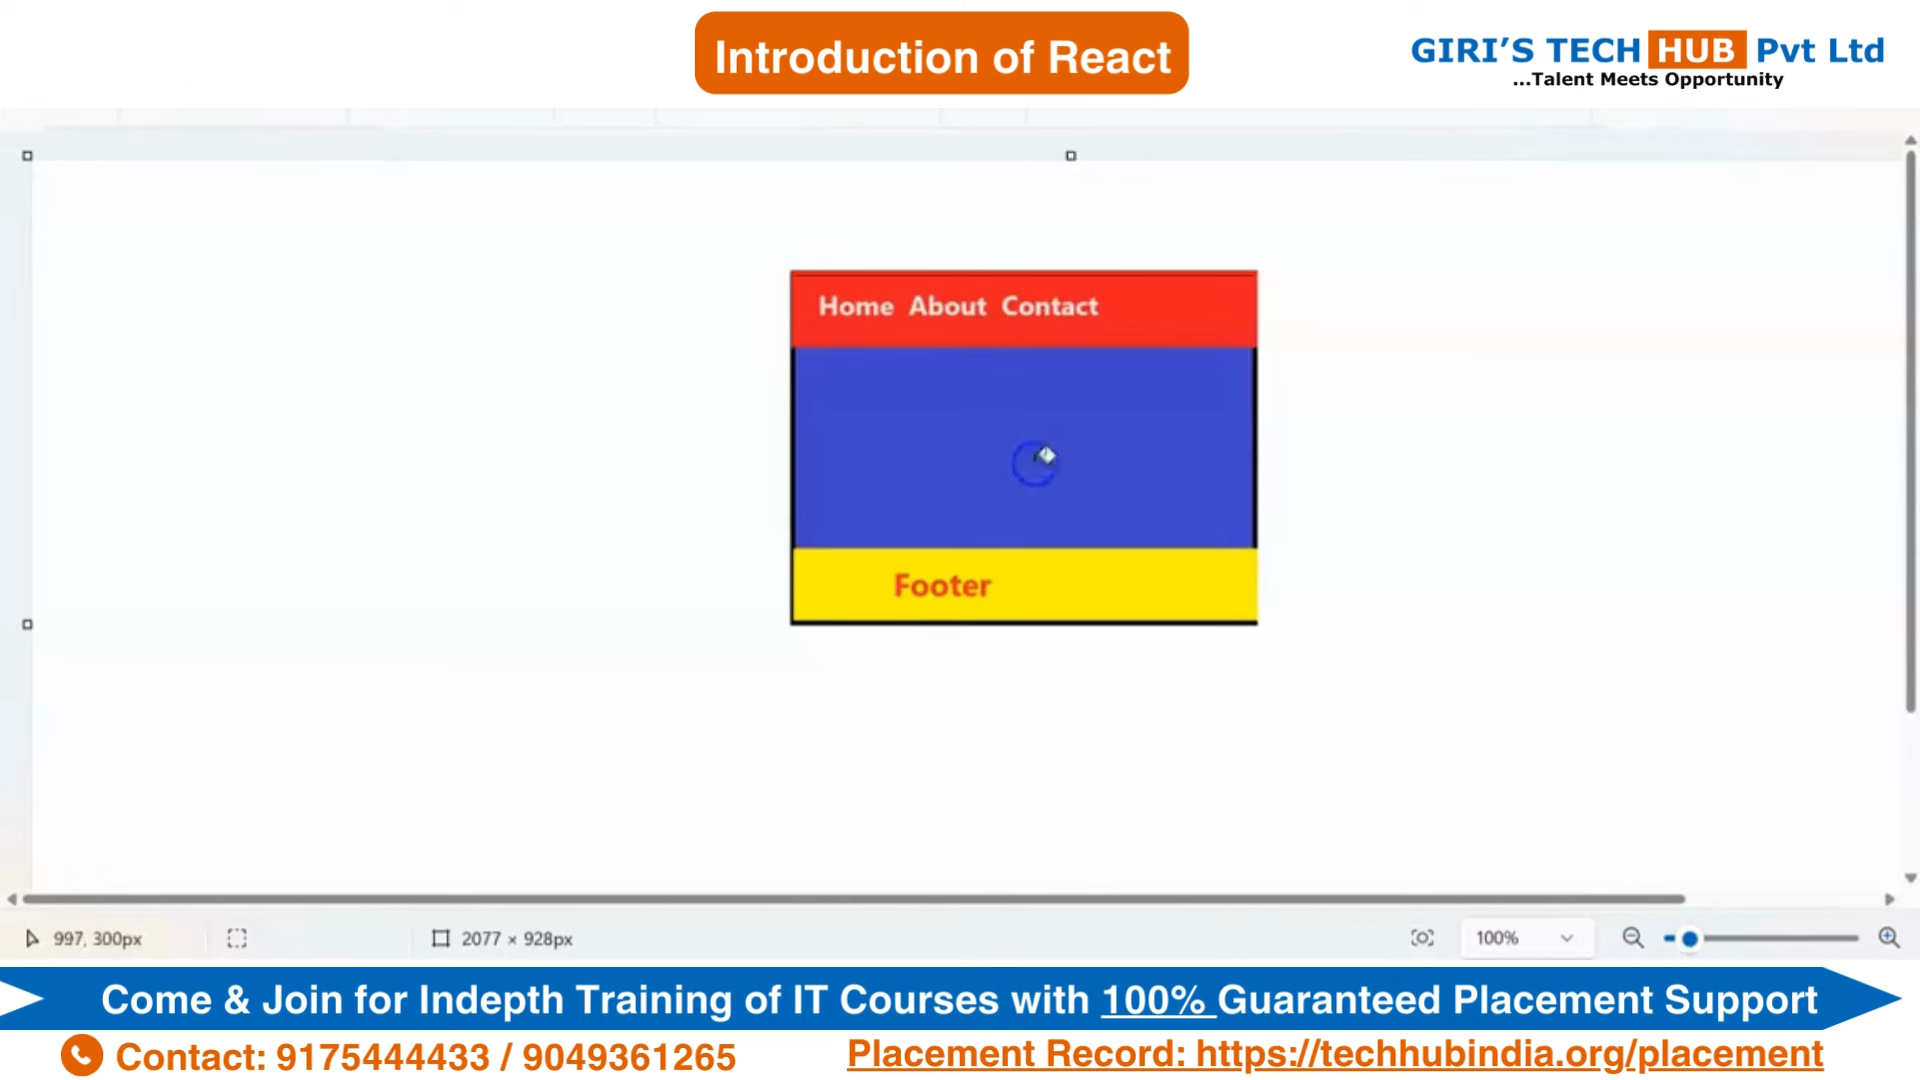 Introduction of React
GIRI'S TECH HUB Pvt Ltd
...Talent Meets Opportunity
Home About Contact
Footer
997, 300px
2077 × 928px
100%
Come & Join for Indepth Training of IT Courses with 100% Guaranteed Placement Support
Contact: 9175444433 / 9049361265
Placement Record: https://techhubindia.org/placement